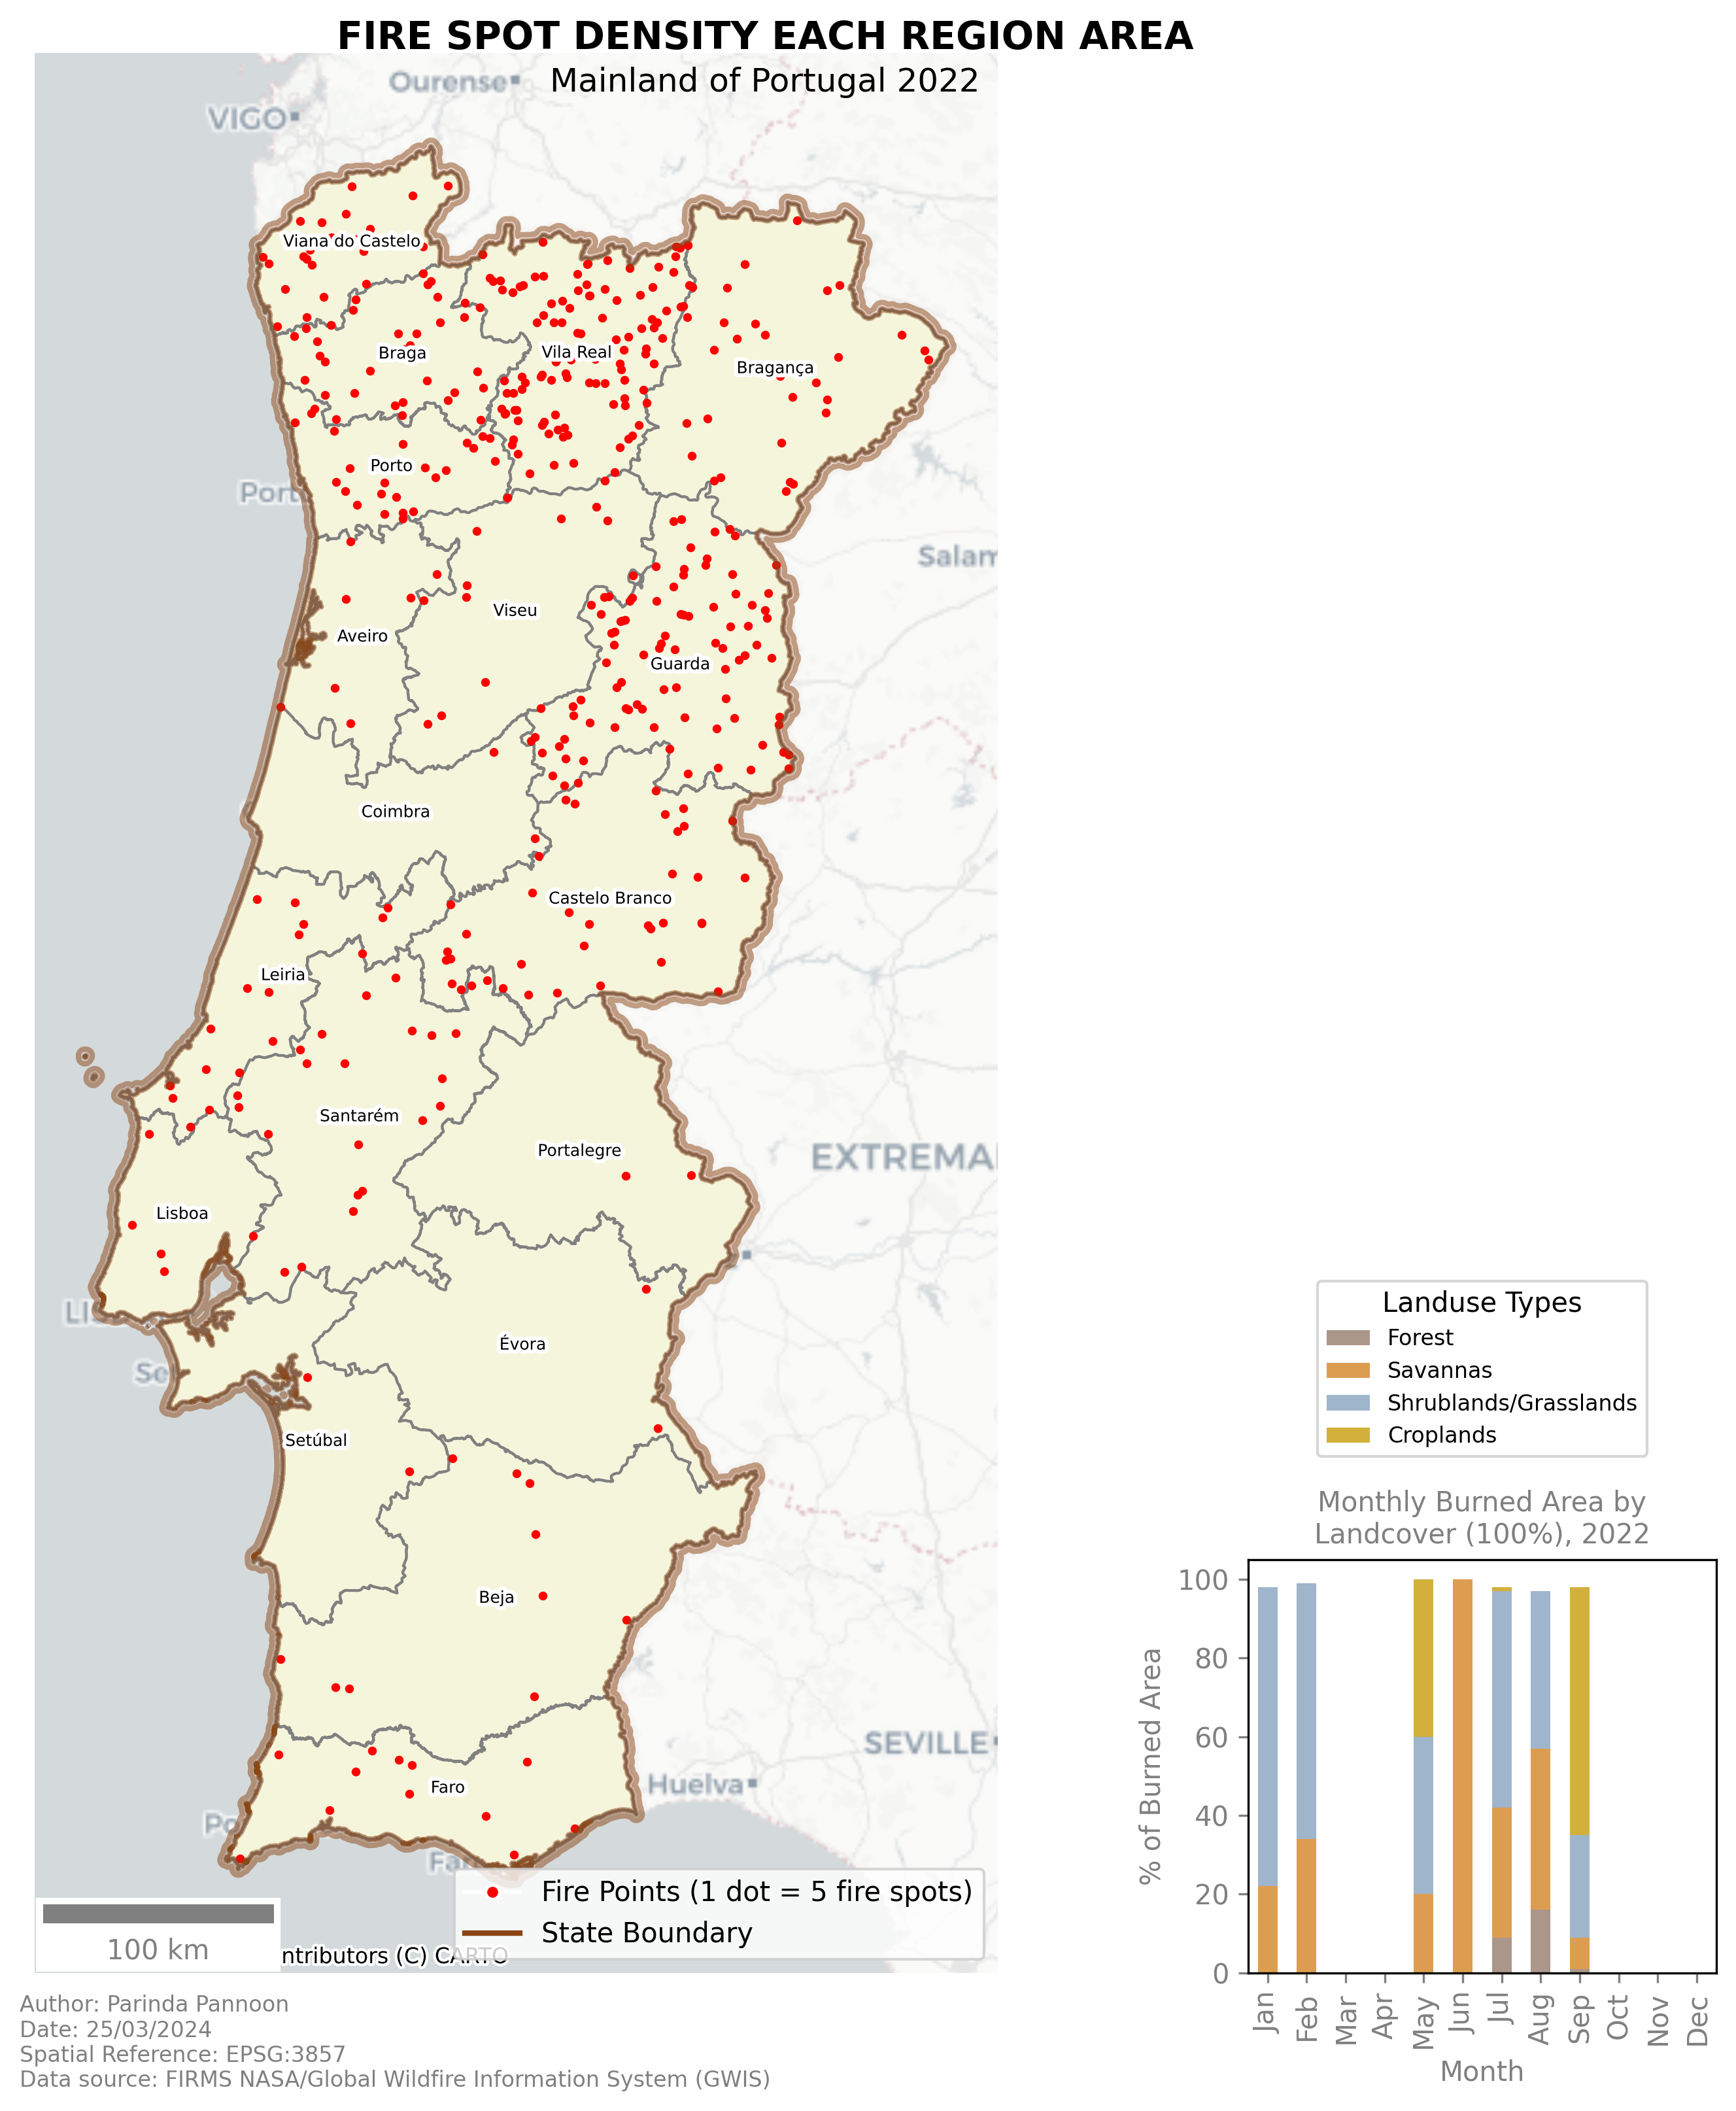 FIRE SPOT DENSITY EACH REGION AREA
Mainland of Portugal 2022
Ourense
VIGO
Viana do Castelo
Braga
Vila Real
Bragança
Porto
Port
Salam
Viseu
Aveiro
Guarda
Coimbra
Castelo Branco
Leiria
Santarém
Portalegre
EXTREMA
Lisboa
LIS
Évora
Se
Setúbal
Beja
SEVILLE
Huelva
Faro
Po
Fa
Fire Points (1 dot = 5 fire spots)
State Boundary
100 km
ntributors (C) CARTO
Author: Parinda Pannoon
Date: 25/03/2024
Spatial Reference: EPSG:3857
Data source: FIRMS NASA/Global Wildfire Information System (GWIS)
Landuse Types
Forest
Savannas
Shrublands/Grasslands
Croplands
Monthly Burned Area by
Landcover (100%), 2022
100
80
60
40
20
0
% of Burned Area
Jan
Feb
Mar
Apr
May
Jun
Jul
Aug
Sep
Oct
Nov
Dec
Month